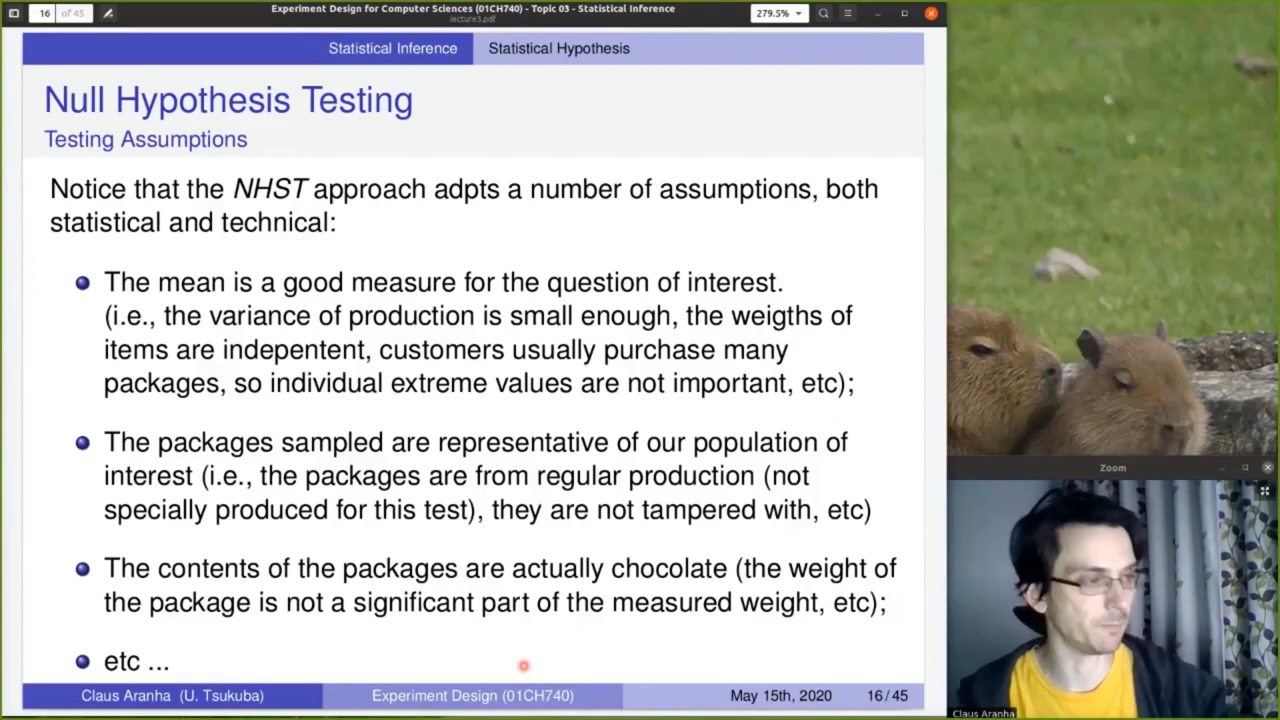 16 of 45
Experiment Design for Computer Sciences (01CH740) - Topic 03 - Statistical Inference
lecture3.pdf
279.5%
Statistical Inference
Statistical Hypothesis
Null Hypothesis Testing
Testing Assumptions
Notice that the NHST approach adpts a number of assumptions, both
statistical and technical:
The mean is a good measure for the question of interest.
(i.e., the variance of production is small enough, the weigths of
items are indepentent, customers usually purchase many
packages, so individual extreme values are not important, etc);
The packages sampled are representative of our population of
interest (i.e., the packages are from regular production (not
specially produced for this test), they are not tampered with, etc)
The contents of the packages are actually chocolate (the weight of
the package is not a significant part of the measured weight, etc);
etc ...
Claus Aranha (U. Tsukuba)
Experiment Design (01CH740)
May 15th, 2020
16 / 45
Zoom
Claus Aranha